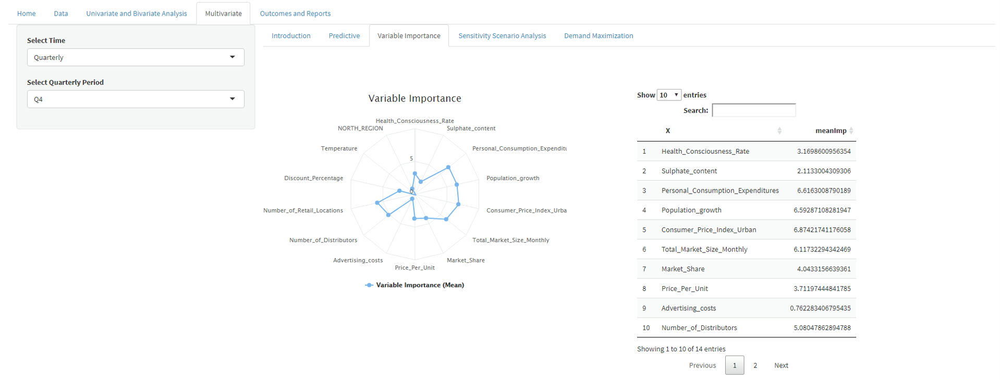 Home Data Univariate and Bivariate Analysis Multivariate Outcomes and Reports
Select Time
Quarterly
Select Quarterly Period
Q4
Introduction Predictive Variable Importance Sensitivity Scenario Analysis Demand Maximization
Variable Importance
Health_Consciousness_Rate
NORTH_REGION Sulphate_content
Temperature Personal_Consumption_Expenditu
5
Discount_Percentage Population_growth
0
Number_of_Retail_Locations Consumer_Price_Index_Urba
Number_of_Distributors Total_Market_Size_Monthly
Advertising_costs Market_Share
Price_Per_Unit
Variable Importance (Mean)
Show 10 entries
Search:
X meanImp
1 Health_Consciousness_Rate 3.1698600956354
2 Sulphate_content 2.1133004309306
3 Personal_Consumption_Expenditures 6.6163008790189
4 Population_growth 6.59287108281947
5 Consumer_Price_Index_Urban 6.87421741176058
6 Total_Market_Size_Monthly 6.11732294342469
7 Market_Share 4.0433156639361
8 Price_Per_Unit 3.71197444841785
9 Advertising_costs 0.762283406795435
10 Number_of_Distributors 5.08047862894788
Showing 1 to 10 of 14 entries
Previous 1 2 Next